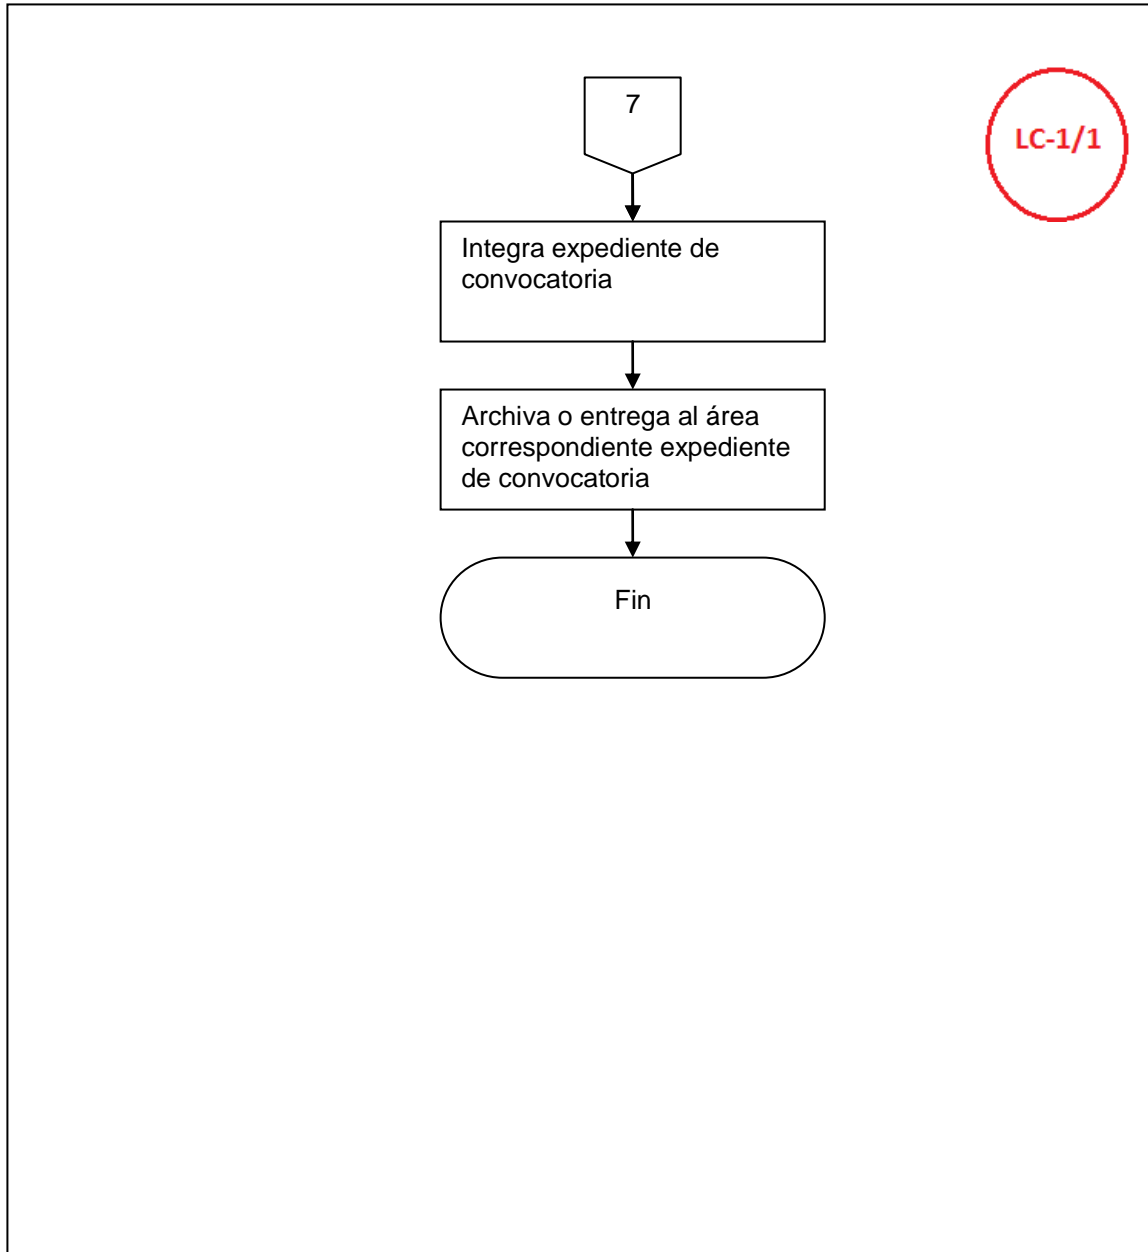 7
LC-1/1
Integra expediente de
convocatoria
Archiva o entrega al área
correspondiente expediente
de convocatoria
Fin